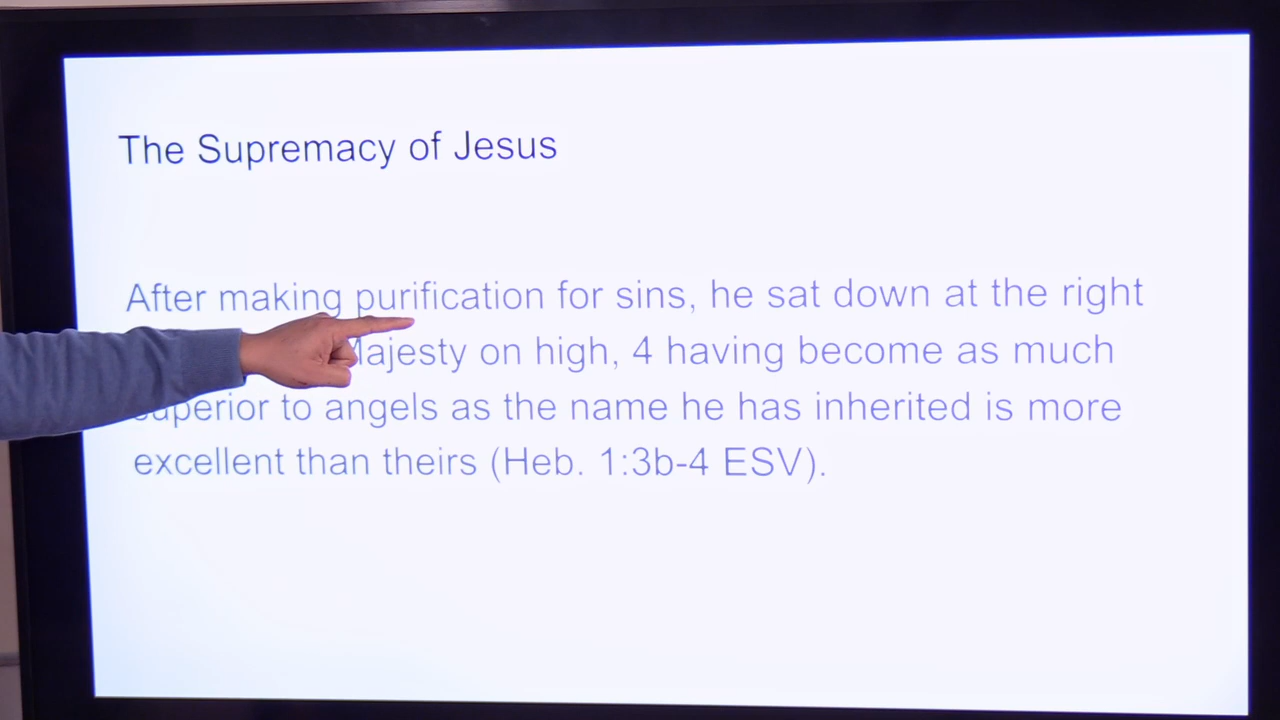 The Supremacy of Jesus
After making purification for sins, he sat down at the right
Majesty on high, 4 having become as much
superior to angels as the name he has inherited is more
excellent than theirs (Heb. 1:3b-4 ESV).